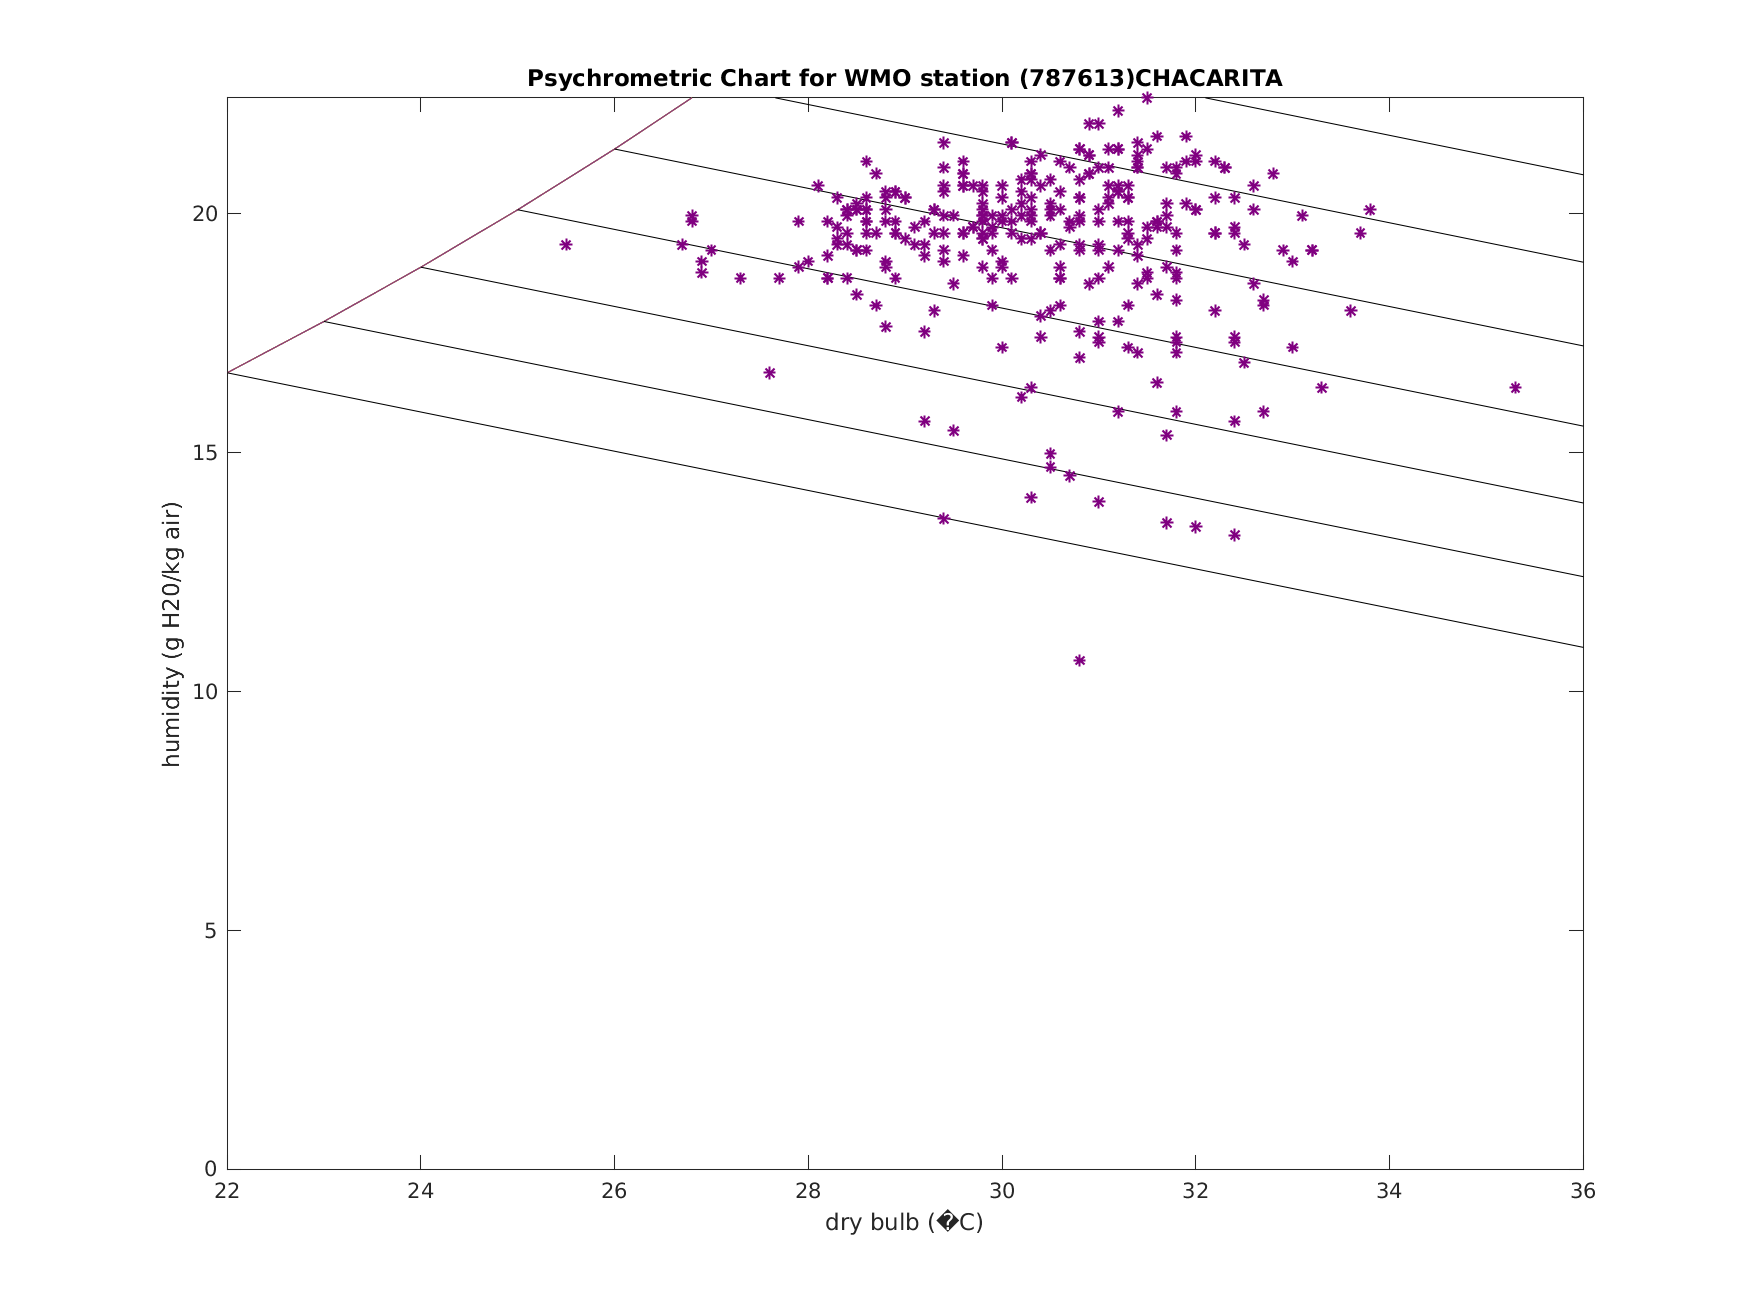 Psychrometric Chart for WMO station (787613)CHACARITA
20
15
10
5
0
humidity (g H20/kg air)
22 24 26 28 30 32 34 36
dry bulb (�C)